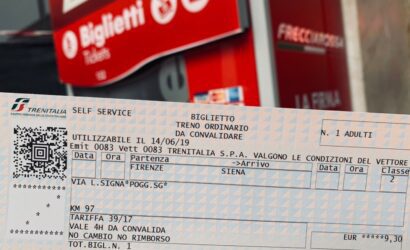 Biglietti
Tickets
FRECCIAROSSA
TRENITALIA
SELF SERVICE
BIGLIETTO
TRENO ORDINARIO
DA CONVALIDARE
N. 1 ADULTI
UTILIZZABILE IL 14/06/19
Emit 0083 Vett 0083 TRENITALIA S.P.A. VALGONO LE CONDIZIONI DEL VETTORE
Data Ora Partenza →Arrivo Data Ora Classe
FIRENZE SIENA 2
VIA L.SIGNA*POGG.SG*
KM 97
TARIFFA 39/17
VALE 4H DA CONVALIDA
NO CAMBIO NO RIMBORSO
TOT.BIGL.N. 1
EUR ****9,30